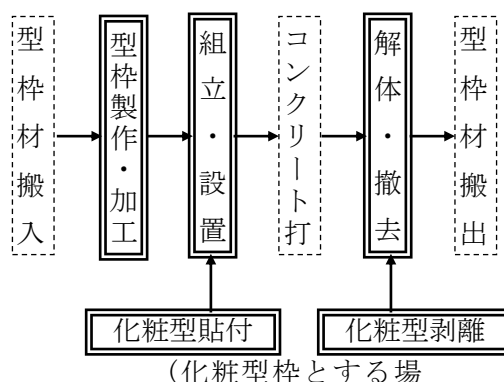 型枠材搬入
型枠製作・加工
組立・設置
コンクリート打
解体・撤去
型枠材搬出
化粧型貼付
化粧型剥離
(化粧型枠とする場